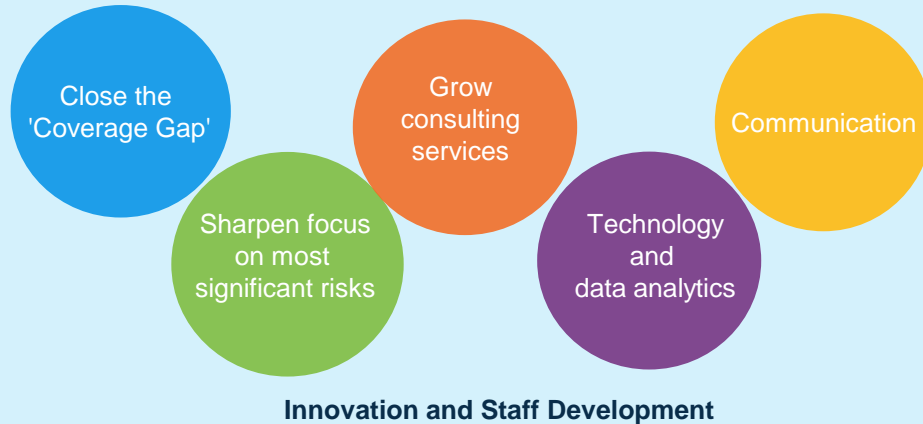 Close the
'Coverage Gap'
Sharpen focus
on most
significant risks
Grow
consulting
services
Technology
and
data analytics
Communication
Innovation and Staff Development